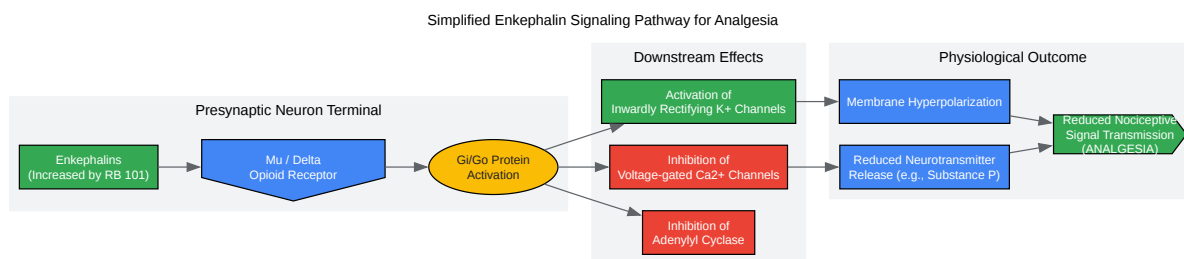 Simplified Enkephalin Signaling Pathway for Analgesia
Presynaptic Neuron Terminal
Enkephalins
(Increased by RB 101)
Mu / Delta
Opioid Receptor
Gi/Go Protein
Activation
Downstream Effects
Activation of
Inwardly Rectifying K+ Channels
Inhibition of
Voltage-gated Ca2+ Channels
Inhibition of
Adenylyl Cyclase
Physiological Outcome
Membrane Hyperpolarization
Reduced Neurotransmitter
Release (e.g., Substance P)
Reduced Nociceptive
Signal Transmission
(ANALGESIA)